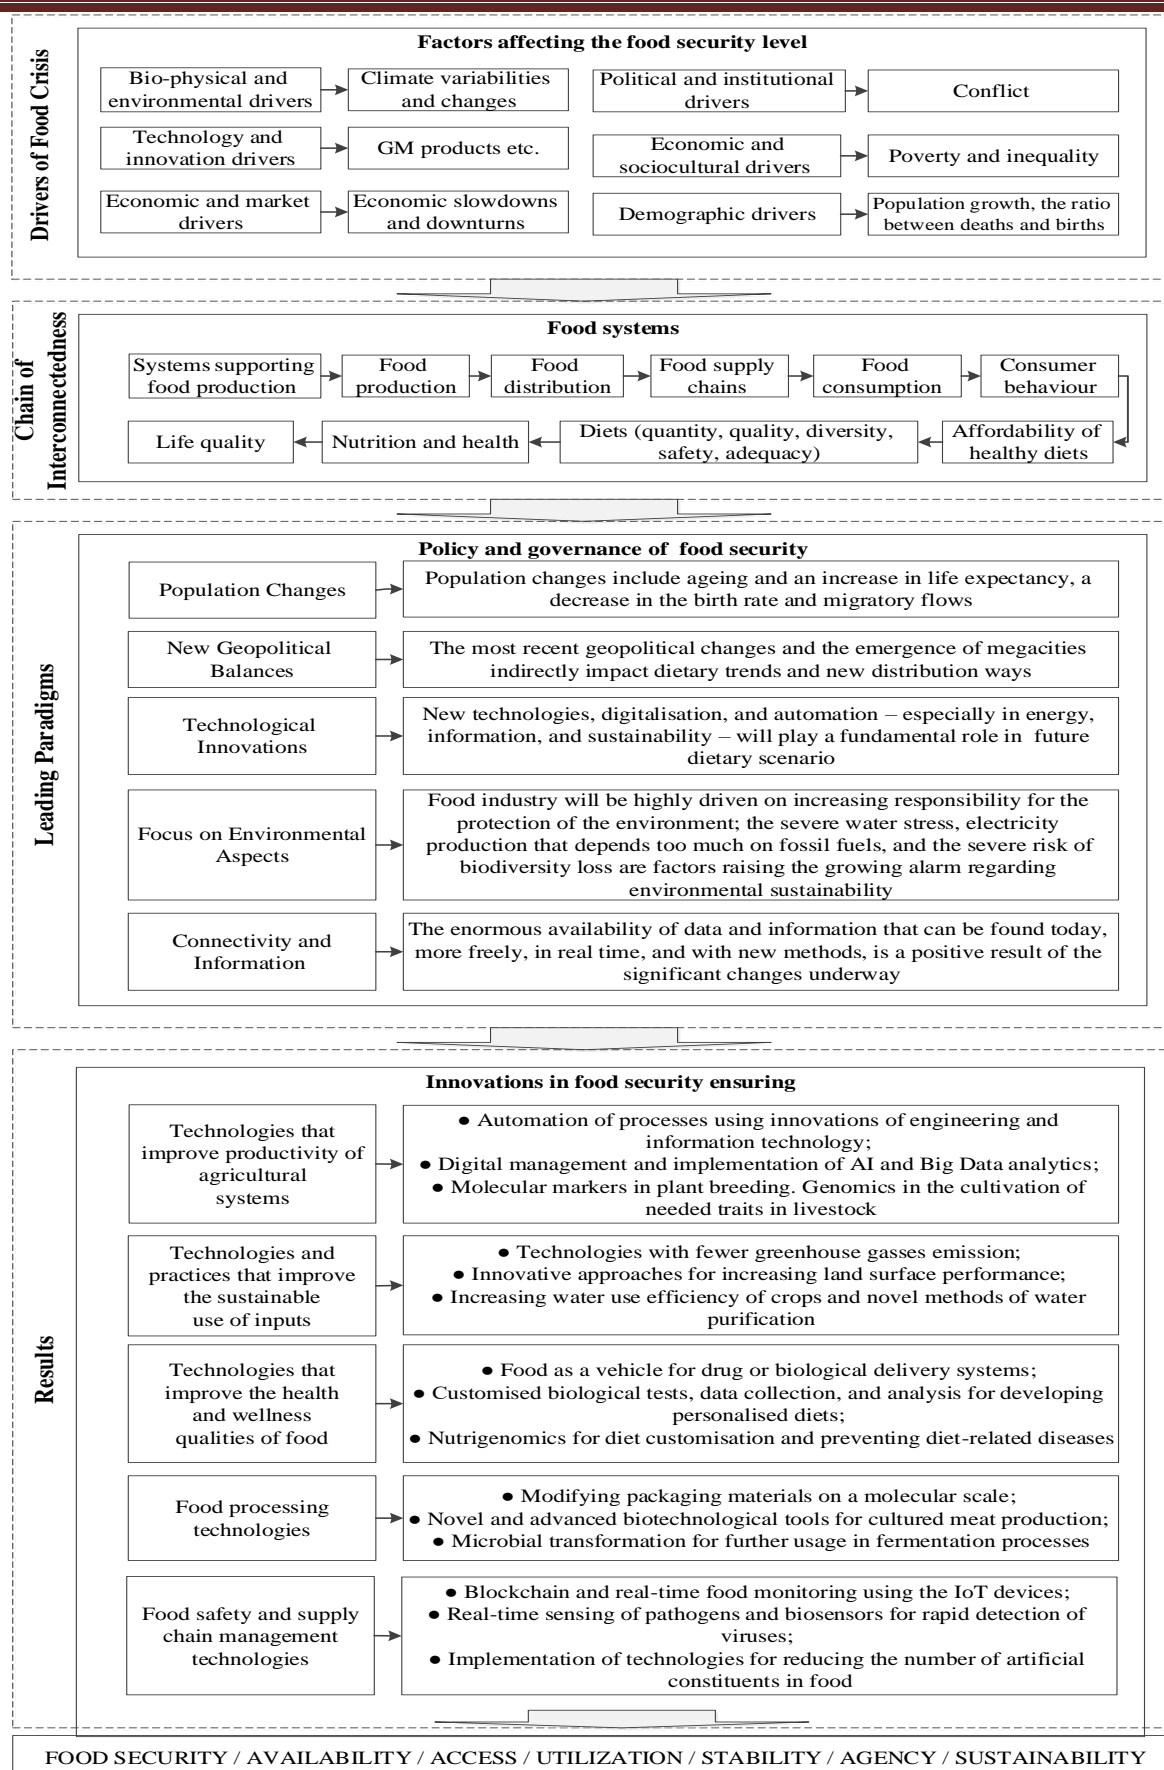 Drivers of Food Crisis
Factors affecting the food security level
Bio-physical and
environmental drivers
Climate variabilities
and changes
Political and institutional
drivers
Conflict
Technology and
innovation drivers
GM products etc.
Economic and
sociocultural drivers
Poverty and inequality
Economic and market
drivers
Economic slowdowns
and downturns
Demographic drivers
Population growth, the ratio
between deaths and births
Chain of
Interconnectedness
Food systems
Systems supporting
food production
Food
production
Food
distribution
Food supply
chains
Food
consumption
Consumer
behaviour
Life quality
Nutrition and health
Diets (quantity, quality, diversity,
safety, adequacy)
Affordability of
healthy diets
Leading Paradigms
Policy and governance of food security
Population Changes
Population changes include ageing and an increase in life expectancy, a
decrease in the birth rate and migratory flows
New Geopolitical
Balances
The most recent geopolitical changes and the emergence of megacities
indirectly impact dietary trends and new distribution ways
Technological
Innovations
New technologies, digitalisation, and automation – especially in energy,
information, and sustainability – will play a fundamental role in future
dietary scenario
Focus on Environmental
Aspects
Food industry will be highly driven on increasing responsibility for the
protection of the environment; the severe water stress, electricity
production that depends too much on fossil fuels, and the severe risk of
biodiversity loss are factors raising the growing alarm regarding
environmental sustainability
Connectivity and
Information
The enormous availability of data and information that can be found today,
more freely, in real time, and with new methods, is a positive result of the
significant changes underway
Results
Innovations in food security ensuring
Technologies that
improve productivity of
agricultural
systems
● Automation of processes using innovations of engineering and
information technology;
● Digital management and implementation of AI and Big Data analytics;
● Molecular markers in plant breeding. Genomics in the cultivation of
needed traits in livestock
Technologies and
practices that improve
the sustainable
use of inputs
● Technologies with fewer greenhouse gasses emission;
● Innovative approaches for increasing land surface performance;
● Increasing water use efficiency of crops and novel methods of water
purification
Technologies that
improve the health
and wellness
qualities of food
● Food as a vehicle for drug or biological delivery systems;
● Customised biological tests, data collection, and analysis for developing
personalised diets;
● Nutrigenomics for diet customisation and preventing diet-related diseases
Food processing
technologies
● Modifying packaging materials on a molecular scale;
● Novel and advanced biotechnological tools for cultured meat production;
● Microbial transformation for further usage in fermentation processes
Food safety and supply
chain management
technologies
● Blockchain and real-time food monitoring using the IoT devices;
● Real-time sensing of pathogens and biosensors for rapid detection of
viruses;
● Implementation of technologies for reducing the number of artificial
constituents in food
FOOD SECURITY / AVAILABILITY / ACCESS / UTILIZATION / STABILITY / AGENCY / SUSTAINABILITY